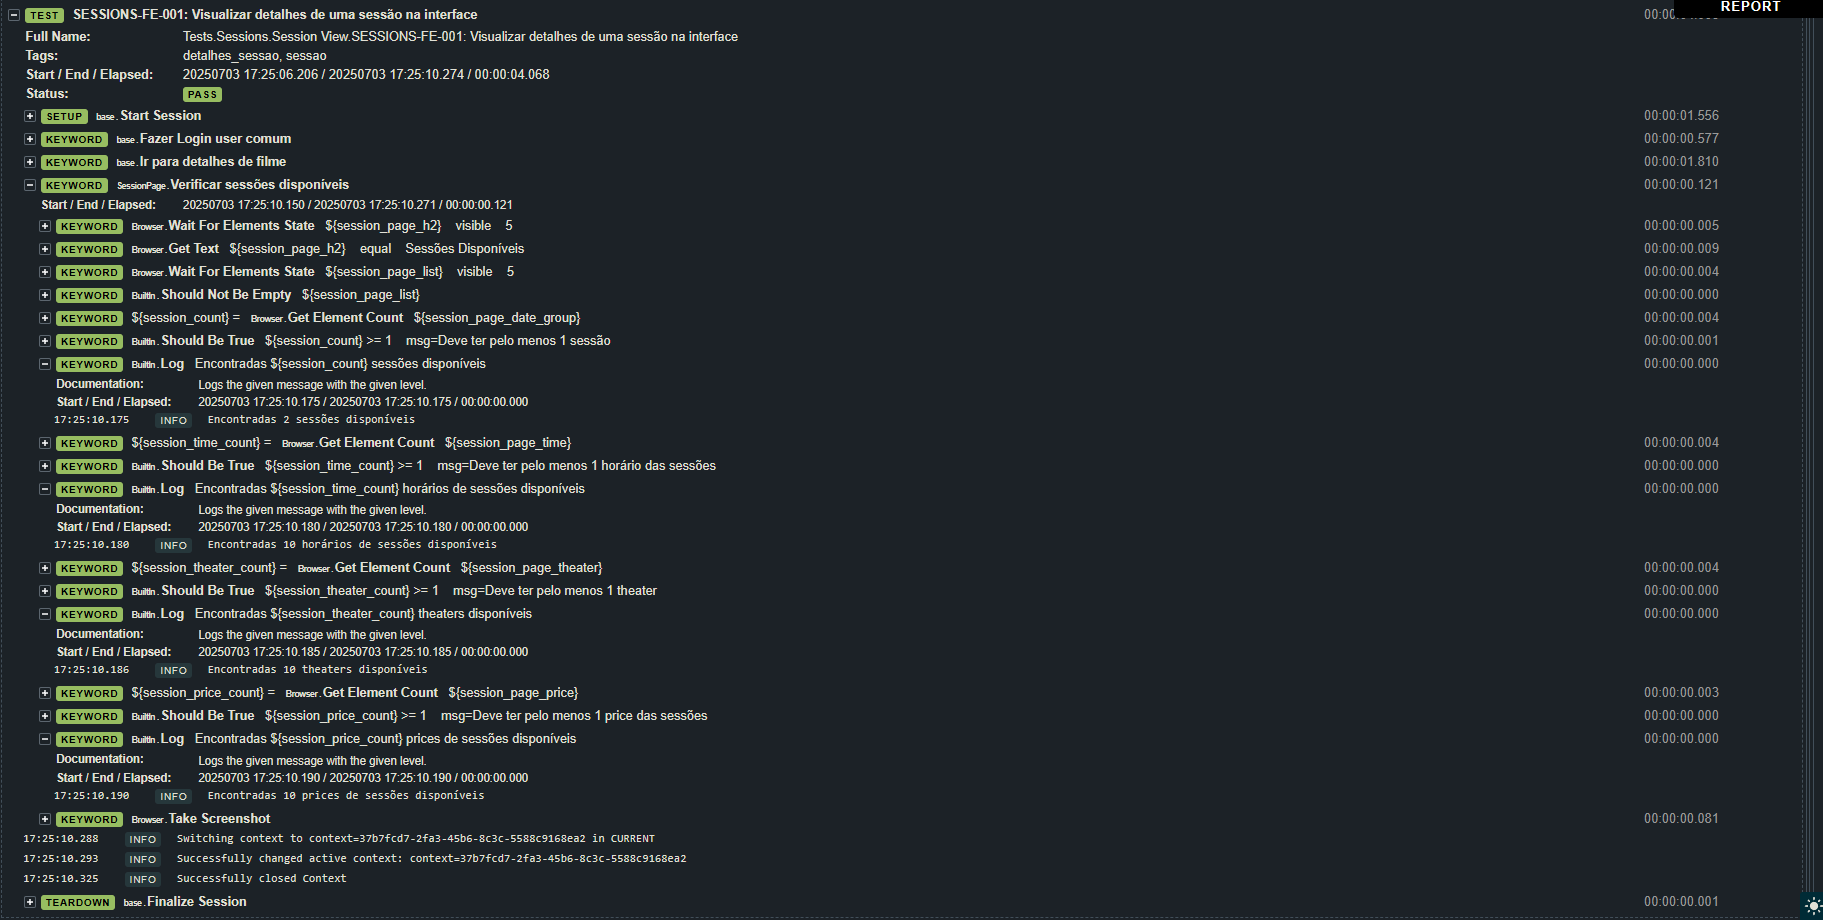 TEST SESSIONS-FE-001: Visualizar detalhes de uma sessão na interface
REPORT
Full Name: Tests.Sessions.Session View.SESSIONS-FE-001: Visualizar detalhes de uma sessão na interface
Tags: detalhes_sessao, sessao
Start / End / Elapsed: 20250703 17:25:06.206 / 20250703 17:25:10.274 / 00:00:04.068
Status: PASS
SETUP base.Start Session 00:00:01.556
KEYWORD base.Fazer Login user comum 00:00:00.577
KEYWORD base.Ir para detalhes de filme 00:00:01.810
KEYWORD SessionPage.Verificar sessões disponíveis 00:00:00.121
Start / End / Elapsed: 20250703 17:25:10.150 / 20250703 17:25:10.271 / 00:00:00.121
KEYWORD Browser.Wait For Elements State ${session_page_h2} visible 5 00:00:00.005
KEYWORD Browser.Get Text ${session_page_h2} equal Sessões Disponíveis 00:00:00.009
KEYWORD Browser.Wait For Elements State ${session_page_list} visible 5 00:00:00.004
KEYWORD BuiltIn.Should Not Be Empty ${session_page_list} 00:00:00.000
KEYWORD ${session_count} = Browser.Get Element Count ${session_page_date_group} 00:00:00.004
KEYWORD BuiltIn.Should Be True ${session_count} >= 1 msg=Deve ter pelo menos 1 sessão 00:00:00.001
KEYWORD BuiltIn.Log Encontradas ${session_count} sessões disponíveis 00:00:00.000
Documentation: Logs the given message with the given level.
Start / End / Elapsed: 20250703 17:25:10.175 / 20250703 17:25:10.175 / 00:00:00.000
17:25:10.175 INFO Encontradas 2 sessões disponíveis
KEYWORD ${session_time_count} = Browser.Get Element Count ${session_page_time} 00:00:00.004
KEYWORD BuiltIn.Should Be True ${session_time_count} >= 1 msg=Deve ter pelo menos 1 horário das sessões 00:00:00.000
KEYWORD BuiltIn.Log Encontradas ${session_time_count} horários de sessões disponíveis 00:00:00.000
Documentation: Logs the given message with the given level.
Start / End / Elapsed: 20250703 17:25:10.180 / 20250703 17:25:10.180 / 00:00:00.000
17:25:10.180 INFO Encontradas 10 horários de sessões disponíveis
KEYWORD ${session_theater_count} = Browser.Get Element Count ${session_page_theater} 00:00:00.004
KEYWORD BuiltIn.Should Be True ${session_theater_count} >= 1 msg=Deve ter pelo menos 1 theater 00:00:00.000
KEYWORD BuiltIn.Log Encontradas ${session_theater_count} theaters disponíveis 00:00:00.000
Documentation: Logs the given message with the given level.
Start / End / Elapsed: 20250703 17:25:10.185 / 20250703 17:25:10.185 / 00:00:00.000
17:25:10.186 INFO Encontradas 10 theaters disponíveis
KEYWORD ${session_price_count} = Browser.Get Element Count ${session_page_price} 00:00:00.003
KEYWORD BuiltIn.Should Be True ${session_price_count} >= 1 msg=Deve ter pelo menos 1 price das sessões 00:00:00.000
KEYWORD BuiltIn.Log Encontradas ${session_price_count} prices de sessões disponíveis 00:00:00.000
Documentation: Logs the given message with the given level.
Start / End / Elapsed: 20250703 17:25:10.190 / 20250703 17:25:10.190 / 00:00:00.000
17:25:10.190 INFO Encontradas 10 prices de sessões disponíveis
KEYWORD Browser.Take Screenshot 00:00:00.081
17:25:10.288 INFO Switching context to context=37b7fcd7-2fa3-45b6-8c3c-5588c9168ea2 in CURRENT
17:25:10.293 INFO Successfully changed active context: context=37b7fcd7-2fa3-45b6-8c3c-5588c9168ea2
17:25:10.325 INFO Successfully closed Context
TEARDOWN base.Finalize Session 00:00:00.001